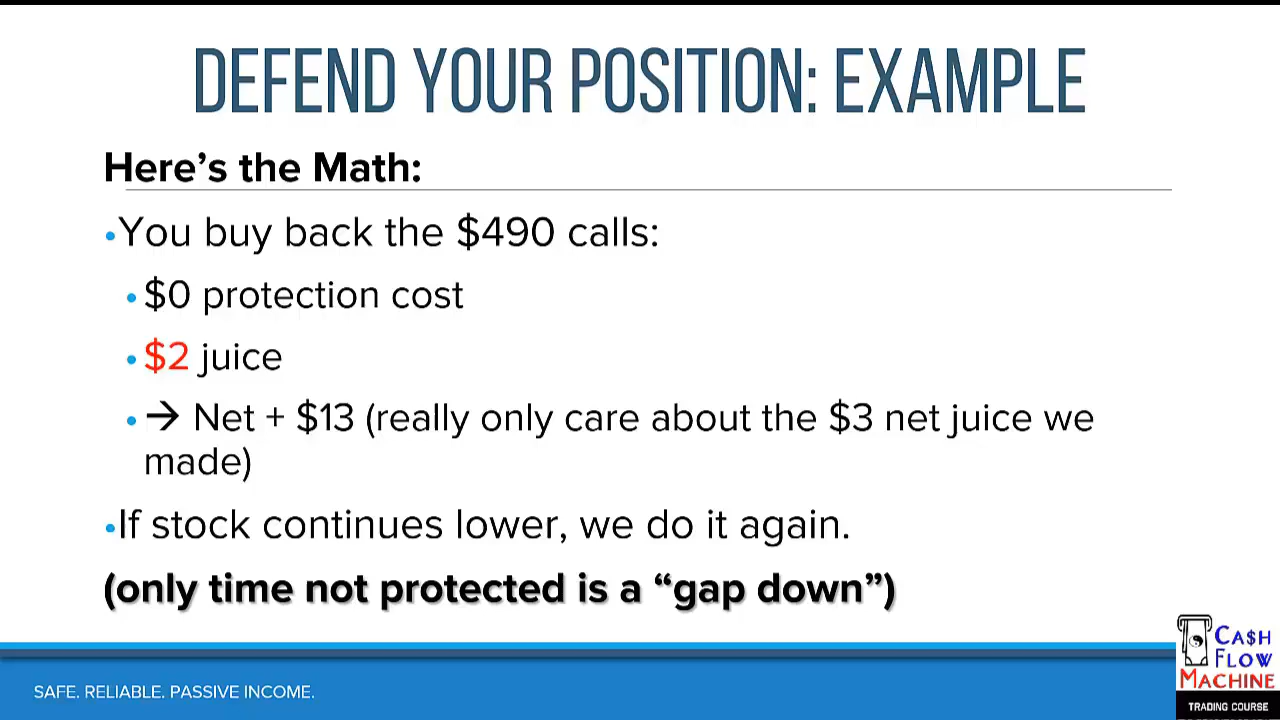 DEFEND YOUR POSITION: EXAMPLE
Here’s the Math:
•You buy back the $490 calls:
• $0 protection cost
• $2 juice
• → Net + $13 (really only care about the $3 net juice we
made)
•If stock continues lower, we do it again.
(only time not protected is a “gap down”)
SAFE. RELIABLE. PASSIVE INCOME.
CA$H
FLOW
MACHINE
TRADING COURSE